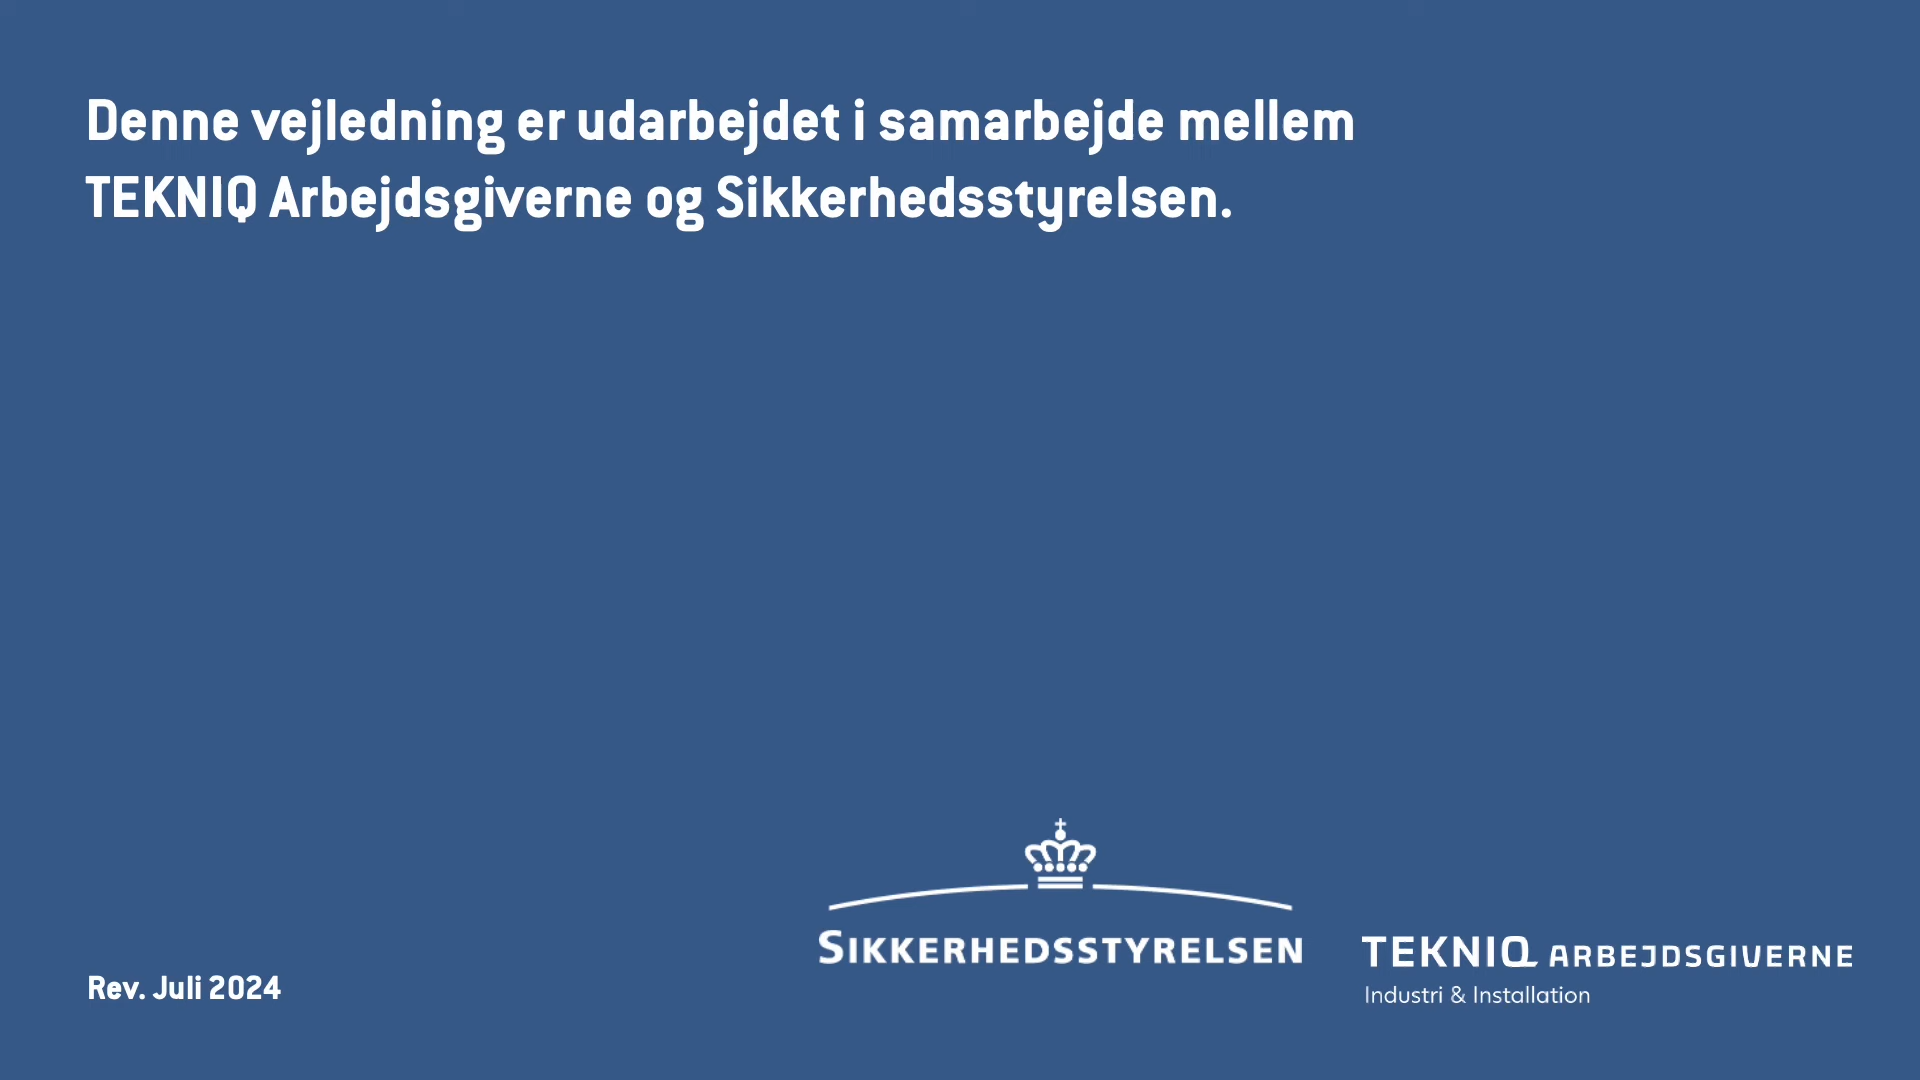 Denne vejledning er udarbejdet i samarbejde mellem
TEKNIQ Arbejdsgiverne og Sikkerhedsstyrelsen.
SIKKERHEDSSTYRELSEN
TEKNIQ ARBEJDSGIVERNE
Industri & Installation
Rev. Juli 2024